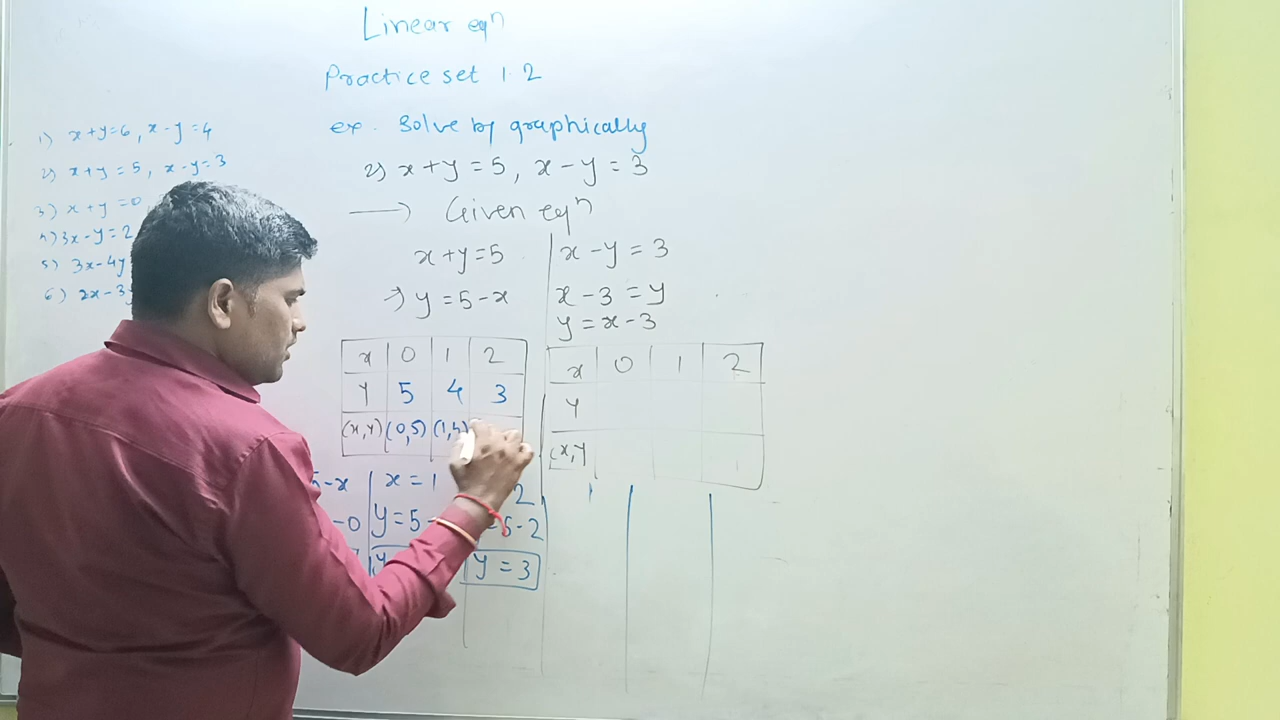 Linear eqn
Practice set 1.2
ex. Solve by graphically
2) x+y=5, x-y=3
→ Given eqn
x+y=5
⇒ y=5-x
x-y=3
x-3=y
y=x-3
x 0 1 2
y 5 4 3
(x,y) (0,5) (1,4)
x 0 1 2
y
(x,y
5-x
-0
x=1
y=5-
2
5-2
y=3
1) x+y=6, x-y=4
2) x+y=5, x-y=3
3) x+y=0
4) 3x-y=2
5) 3x-4y
6) 2x-3y